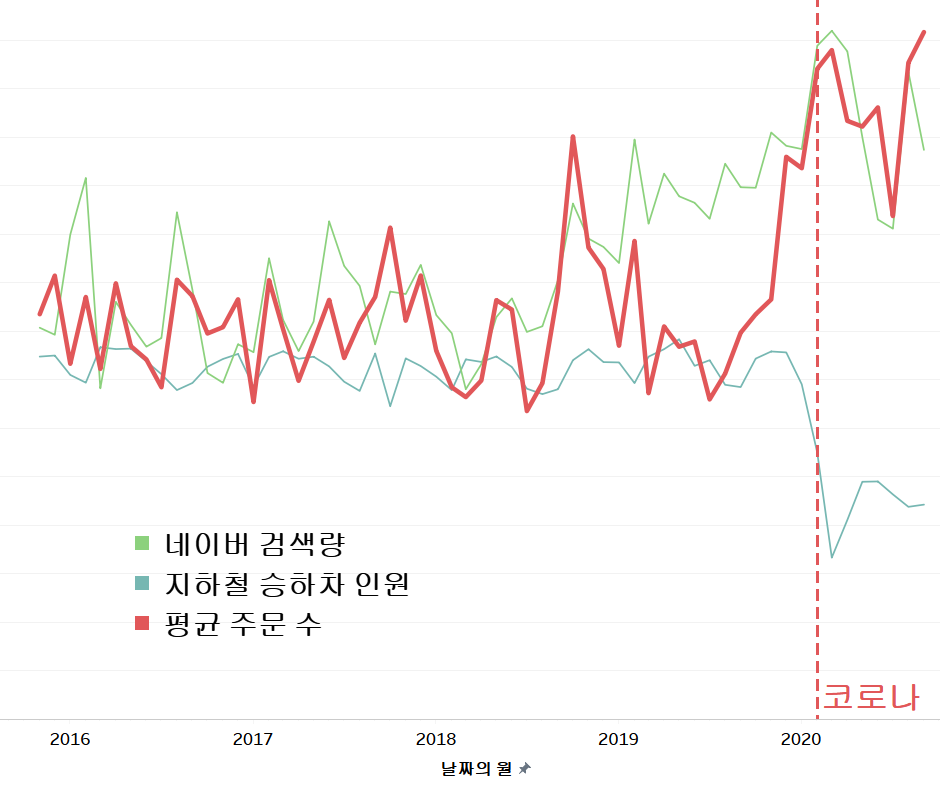 네이버 검색량
지하철 승하차 인원
평균 주문 수
코로나
2016 2017 2018 2019 2020
날짜의 월